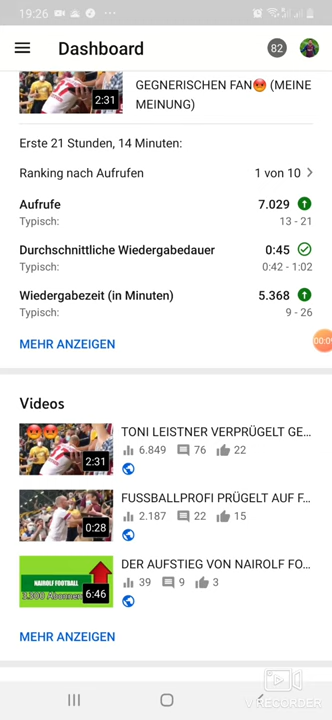 19:26
Dashboard
82
2:31
GEGNERISCHEN FAN😡 (MEINE
MEINUNG)
Erste 21 Stunden, 14 Minuten:
Ranking nach Aufrufen
1 von 10
Aufrufe
7.029
Typisch:
13 - 21
Durchschnittliche Wiedergabedauer
0:45
Typisch:
0:42 - 1:02
Wiedergabezeit (in Minuten)
5.368
Typisch:
9 - 26
MEHR ANZEIGEN
Videos
2:31
TONI LEISTNER VERPRÜGELT GE...
6.849 76 22
0:28
FUSSBALLPROFI PRÜGELT AUF F...
2.187 22 15
NAIROLF FOOTBALL
6:46
DER AUFSTIEG VON NAIROLF FO...
39 9 3
MEHR ANZEIGEN
V RECORDER